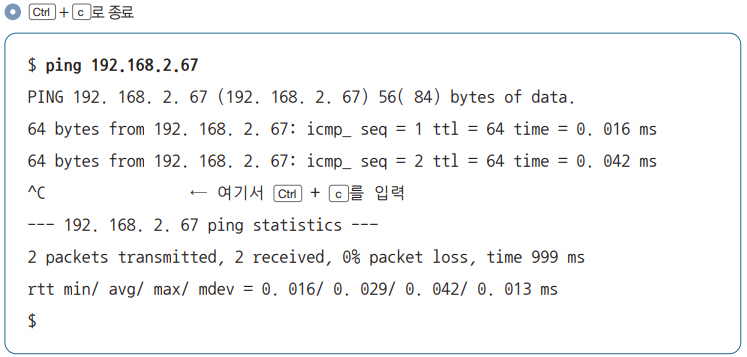 Ctrl + c로 종료
$ ping 192.168.2.67
PING 192. 168. 2. 67 (192. 168. 2. 67) 56( 84) bytes of data.
64 bytes from 192. 168. 2. 67: icmp_ seq = 1 ttl = 64 time = 0. 016 ms
64 bytes from 192. 168. 2. 67: icmp_ seq = 2 ttl = 64 time = 0. 042 ms
^C ← 여기서 Ctrl + c를 입력
--- 192. 168. 2. 67 ping statistics ---
2 packets transmitted, 2 received, 0% packet loss, time 999 ms
rtt min/ avg/ max/ mdev = 0. 016/ 0. 029/ 0. 042/ 0. 013 ms
$